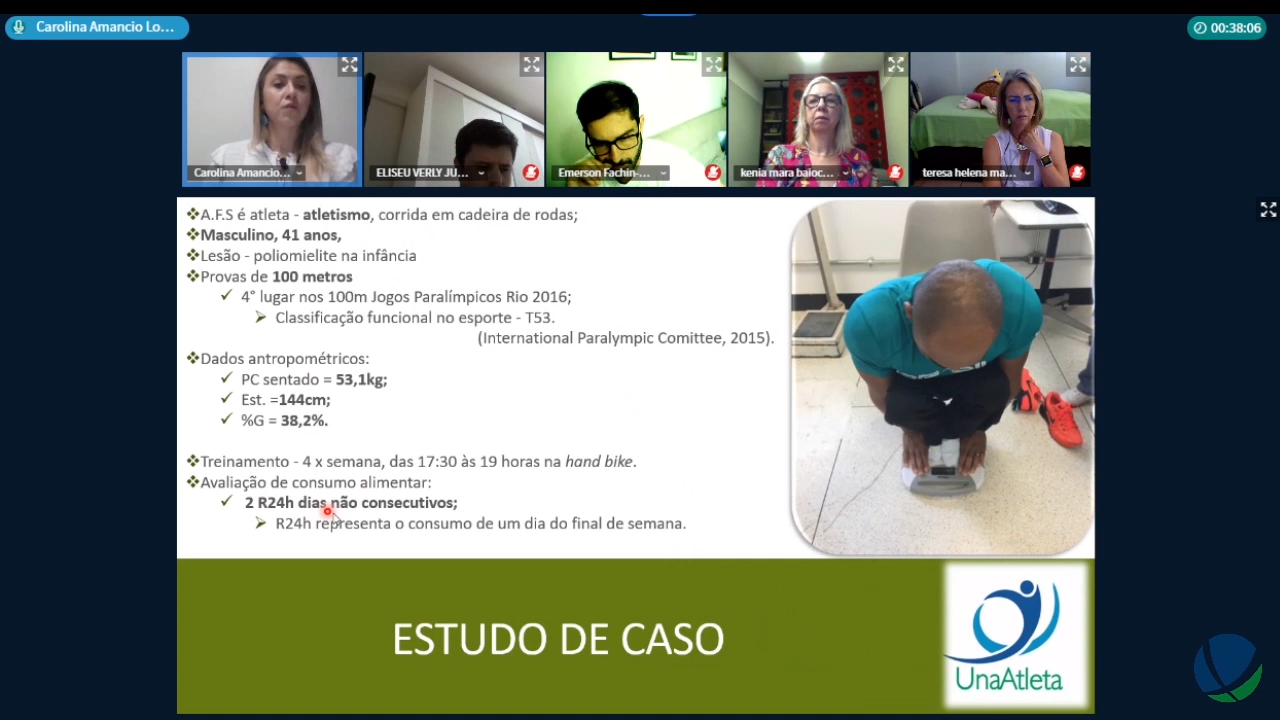 Carolina Amancio Lo...
00:38:06
Carolina Amancio...
ELISEU VERLY JU...
Emerson Fachin-...
kenia mara baioc...
teresa helena ma...
❖A.F.S é atleta - atletismo, corrida em cadeira de rodas;
❖Masculino, 41 anos,
❖Lesão - poliomielite na infância
❖Provas de 100 metros
✓ 4° lugar nos 100m Jogos Paralímpicos Rio 2016;
➢ Classificação funcional no esporte - T53.
(International Paralympic Comittee, 2015).
❖Dados antropométricos:
✓ PC sentado = 53,1kg;
✓ Est. =144cm;
✓ %G = 38,2%.
❖Treinamento - 4 x semana, das 17:30 às 19 horas na hand bike.
❖Avaliação de consumo alimentar:
✓ 2 R24h dias não consecutivos;
➢ R24h representa o consumo de um dia do final de semana.
ESTUDO DE CASO
UnaAtleta